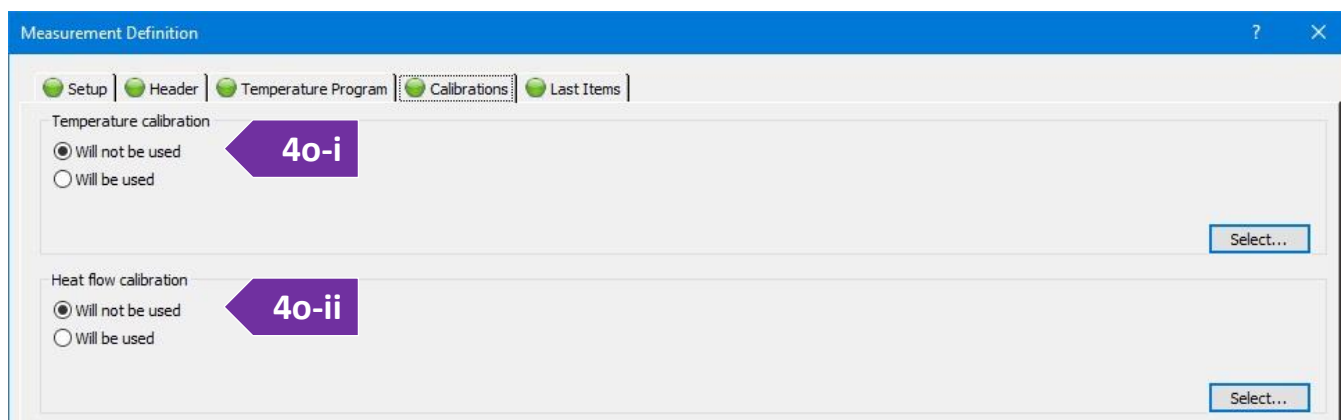 Measurement Definition ? ×
Setup Header Temperature Program Calibrations Last Items
Temperature calibration
Will not be used 4o-i
Will be used
Select...
Heat flow calibration
Will not be used 4o-ii
Will be used
Select...